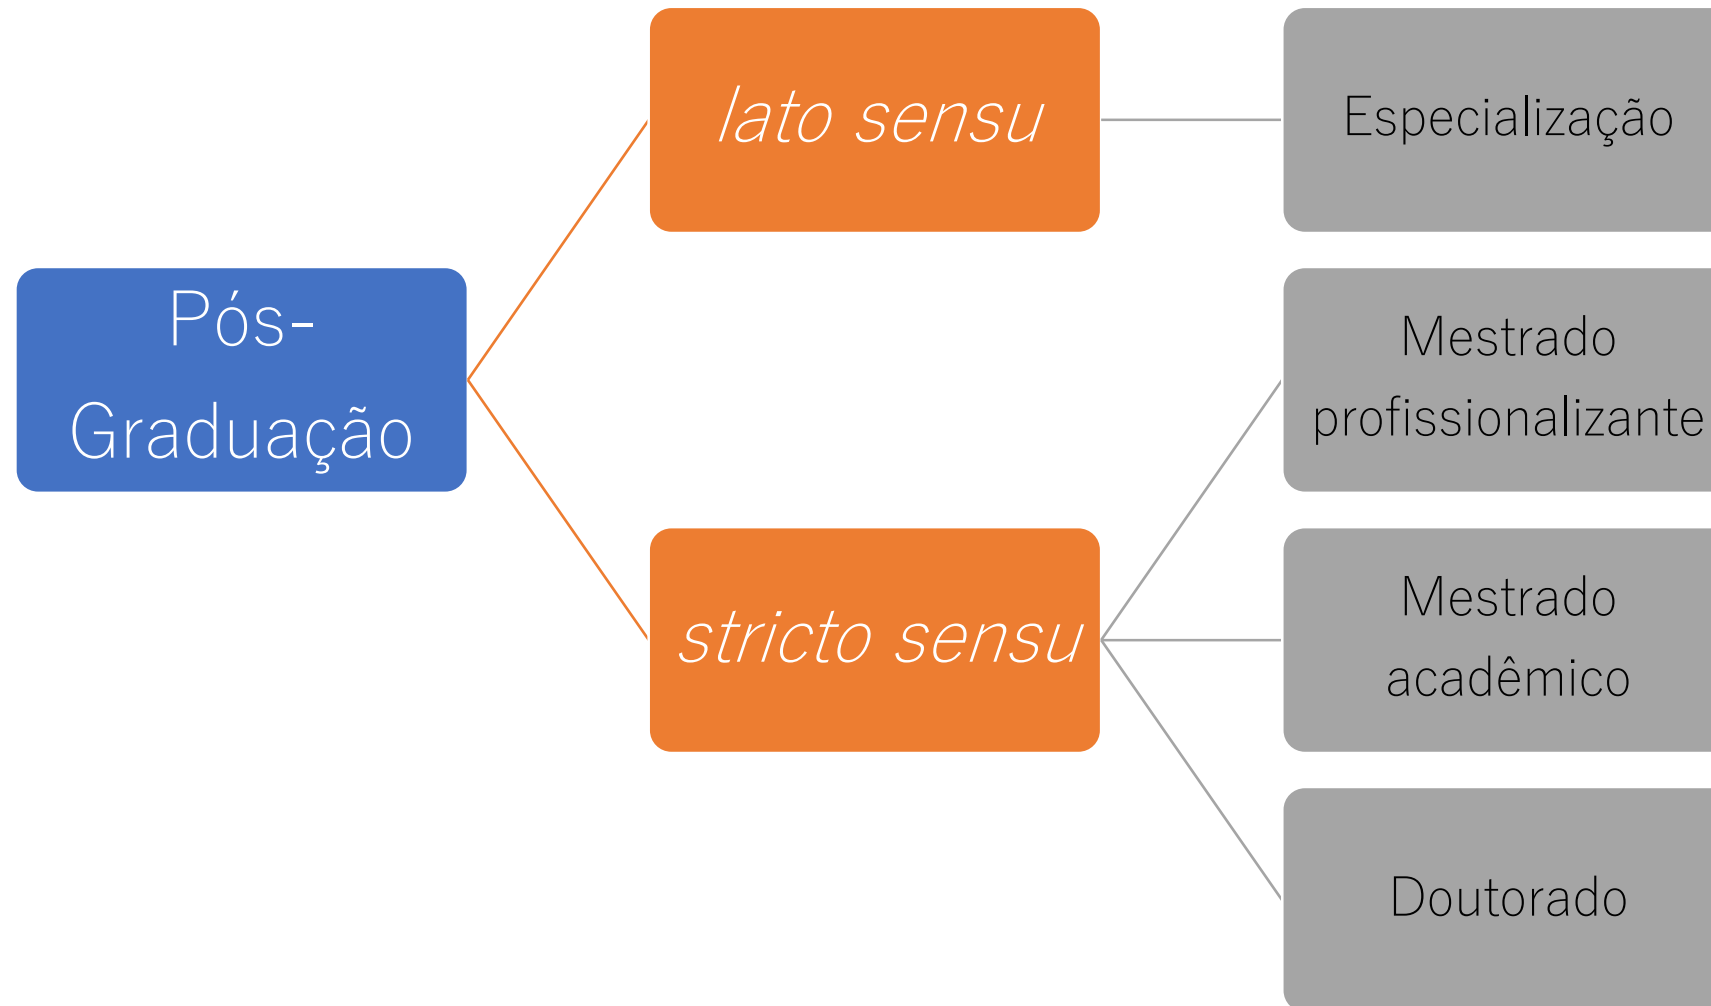 Pós-
Graduação
lato sensu
stricto sensu
Especialização
Mestrado
profissionalizante
Mestrado
acadêmico
Doutorado